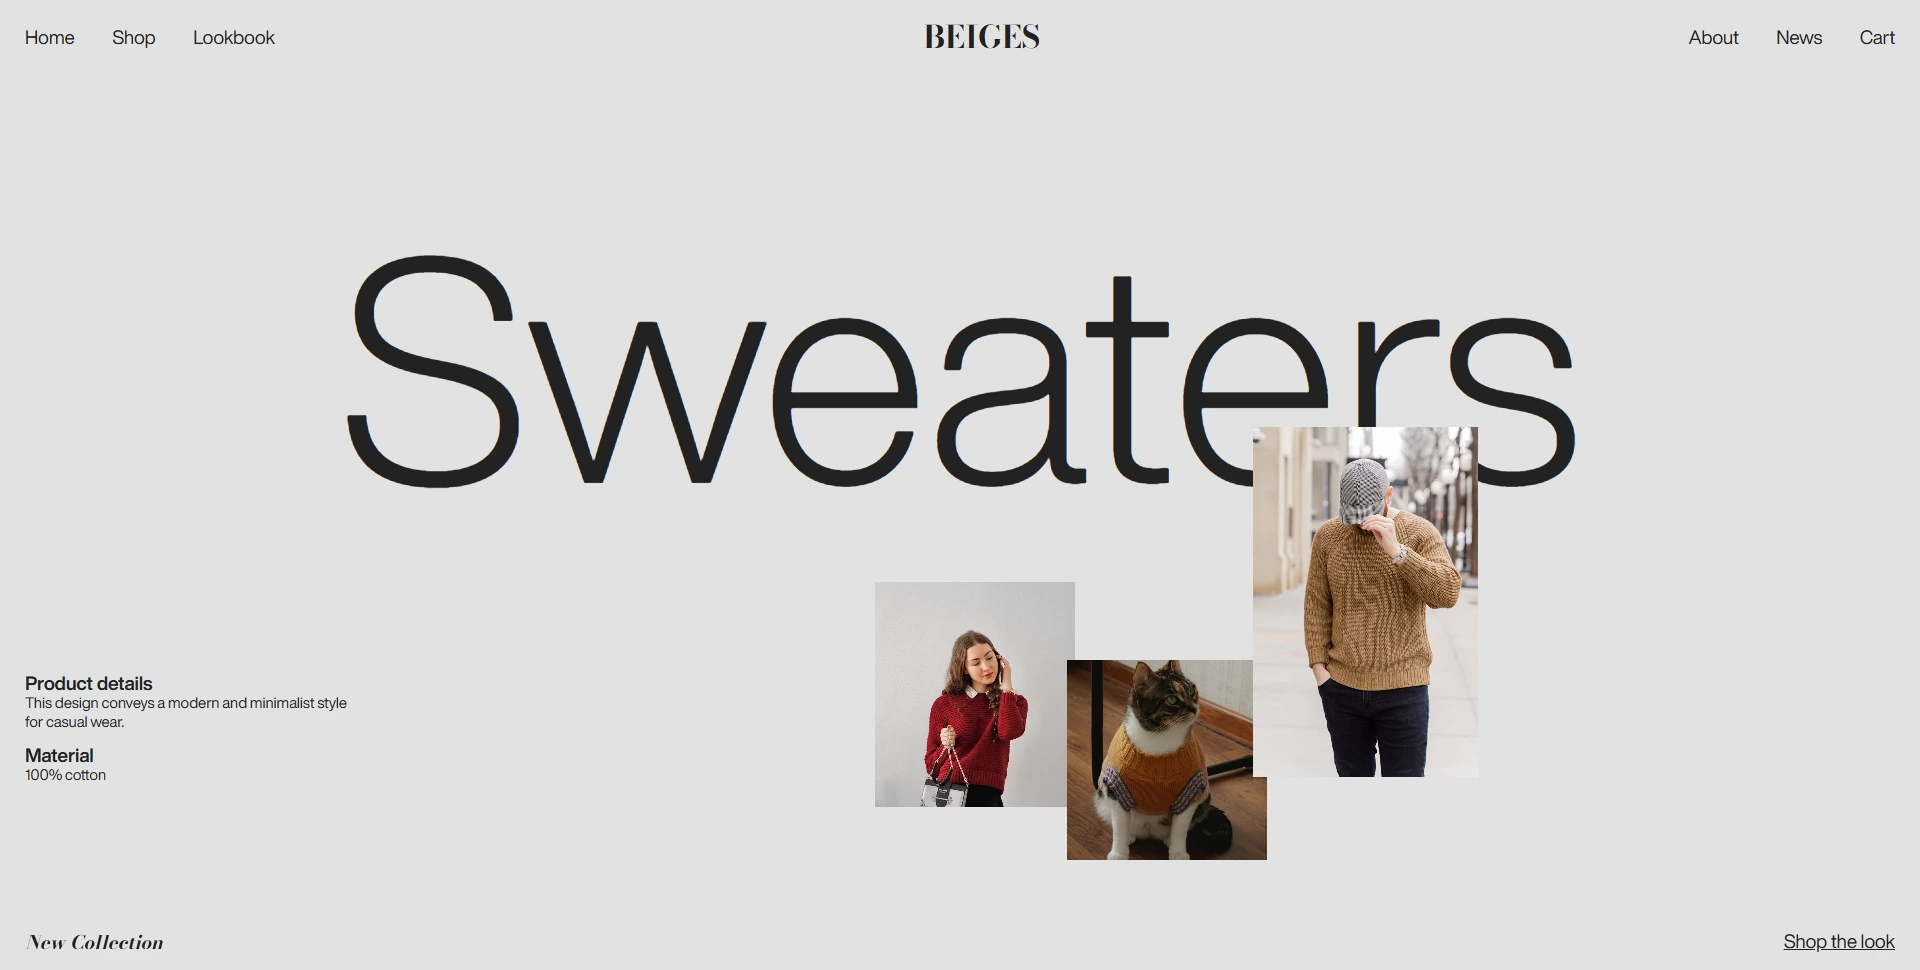 Home Shop Lookbook
BEIGES
About News Cart
Sweaters
Product details
This design conveys a modern and minimalist style
for casual wear.
Material
100% cotton
New Collection
Shop the look